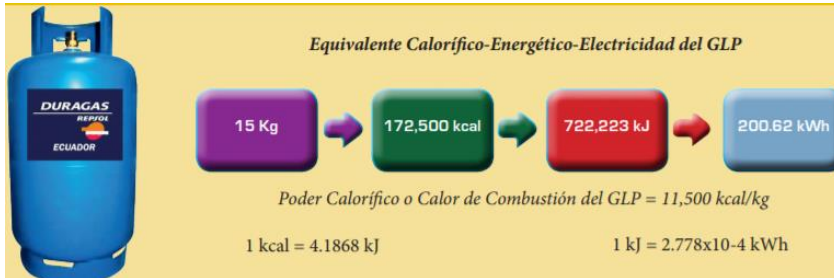 Equivalente Calorífico-Energético-Electricidad del GLP
DURAGAS
REPSOL
ECUADOR
15 Kg
172,500 kcal
722,223 kJ
200.62 kWh
Poder Calorífico o Calor de Combustión del GLP = 11,500 kcal/kg
1 kcal = 4.1868 kJ
1 kJ = 2.778x10-4 kWh